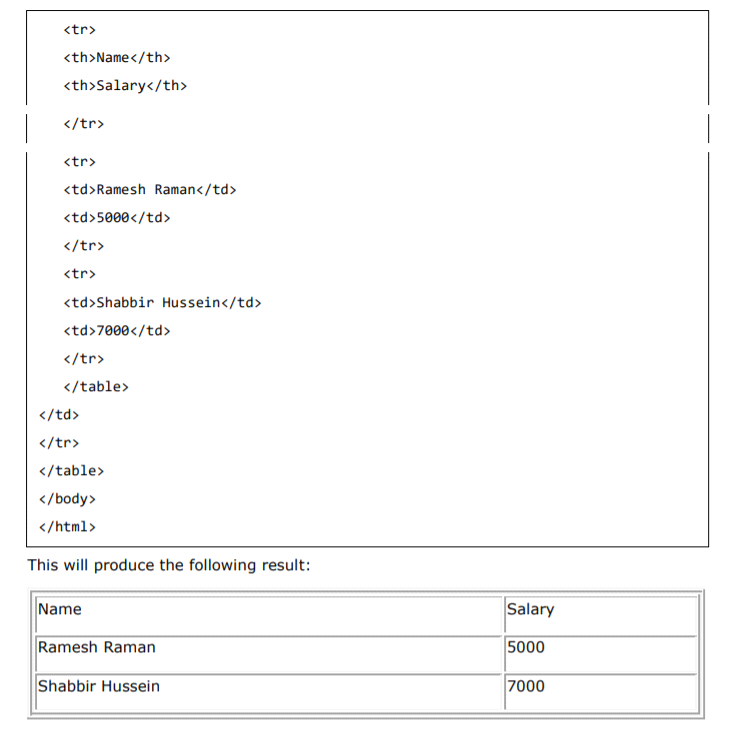 <tr>
<th>Name</th>
<th>Salary</th>
</tr>
<tr>
<td>Ramesh Raman</td>
<td>5000</td>
</tr>
<tr>
<td>Shabbir Hussein</td>
<td>7000</td>
</tr>
</table>
</td>
</tr>
</table>
</body>
</html>
This will produce the following result:
Name Salary
Ramesh Raman 5000
Shabbir Hussein 7000